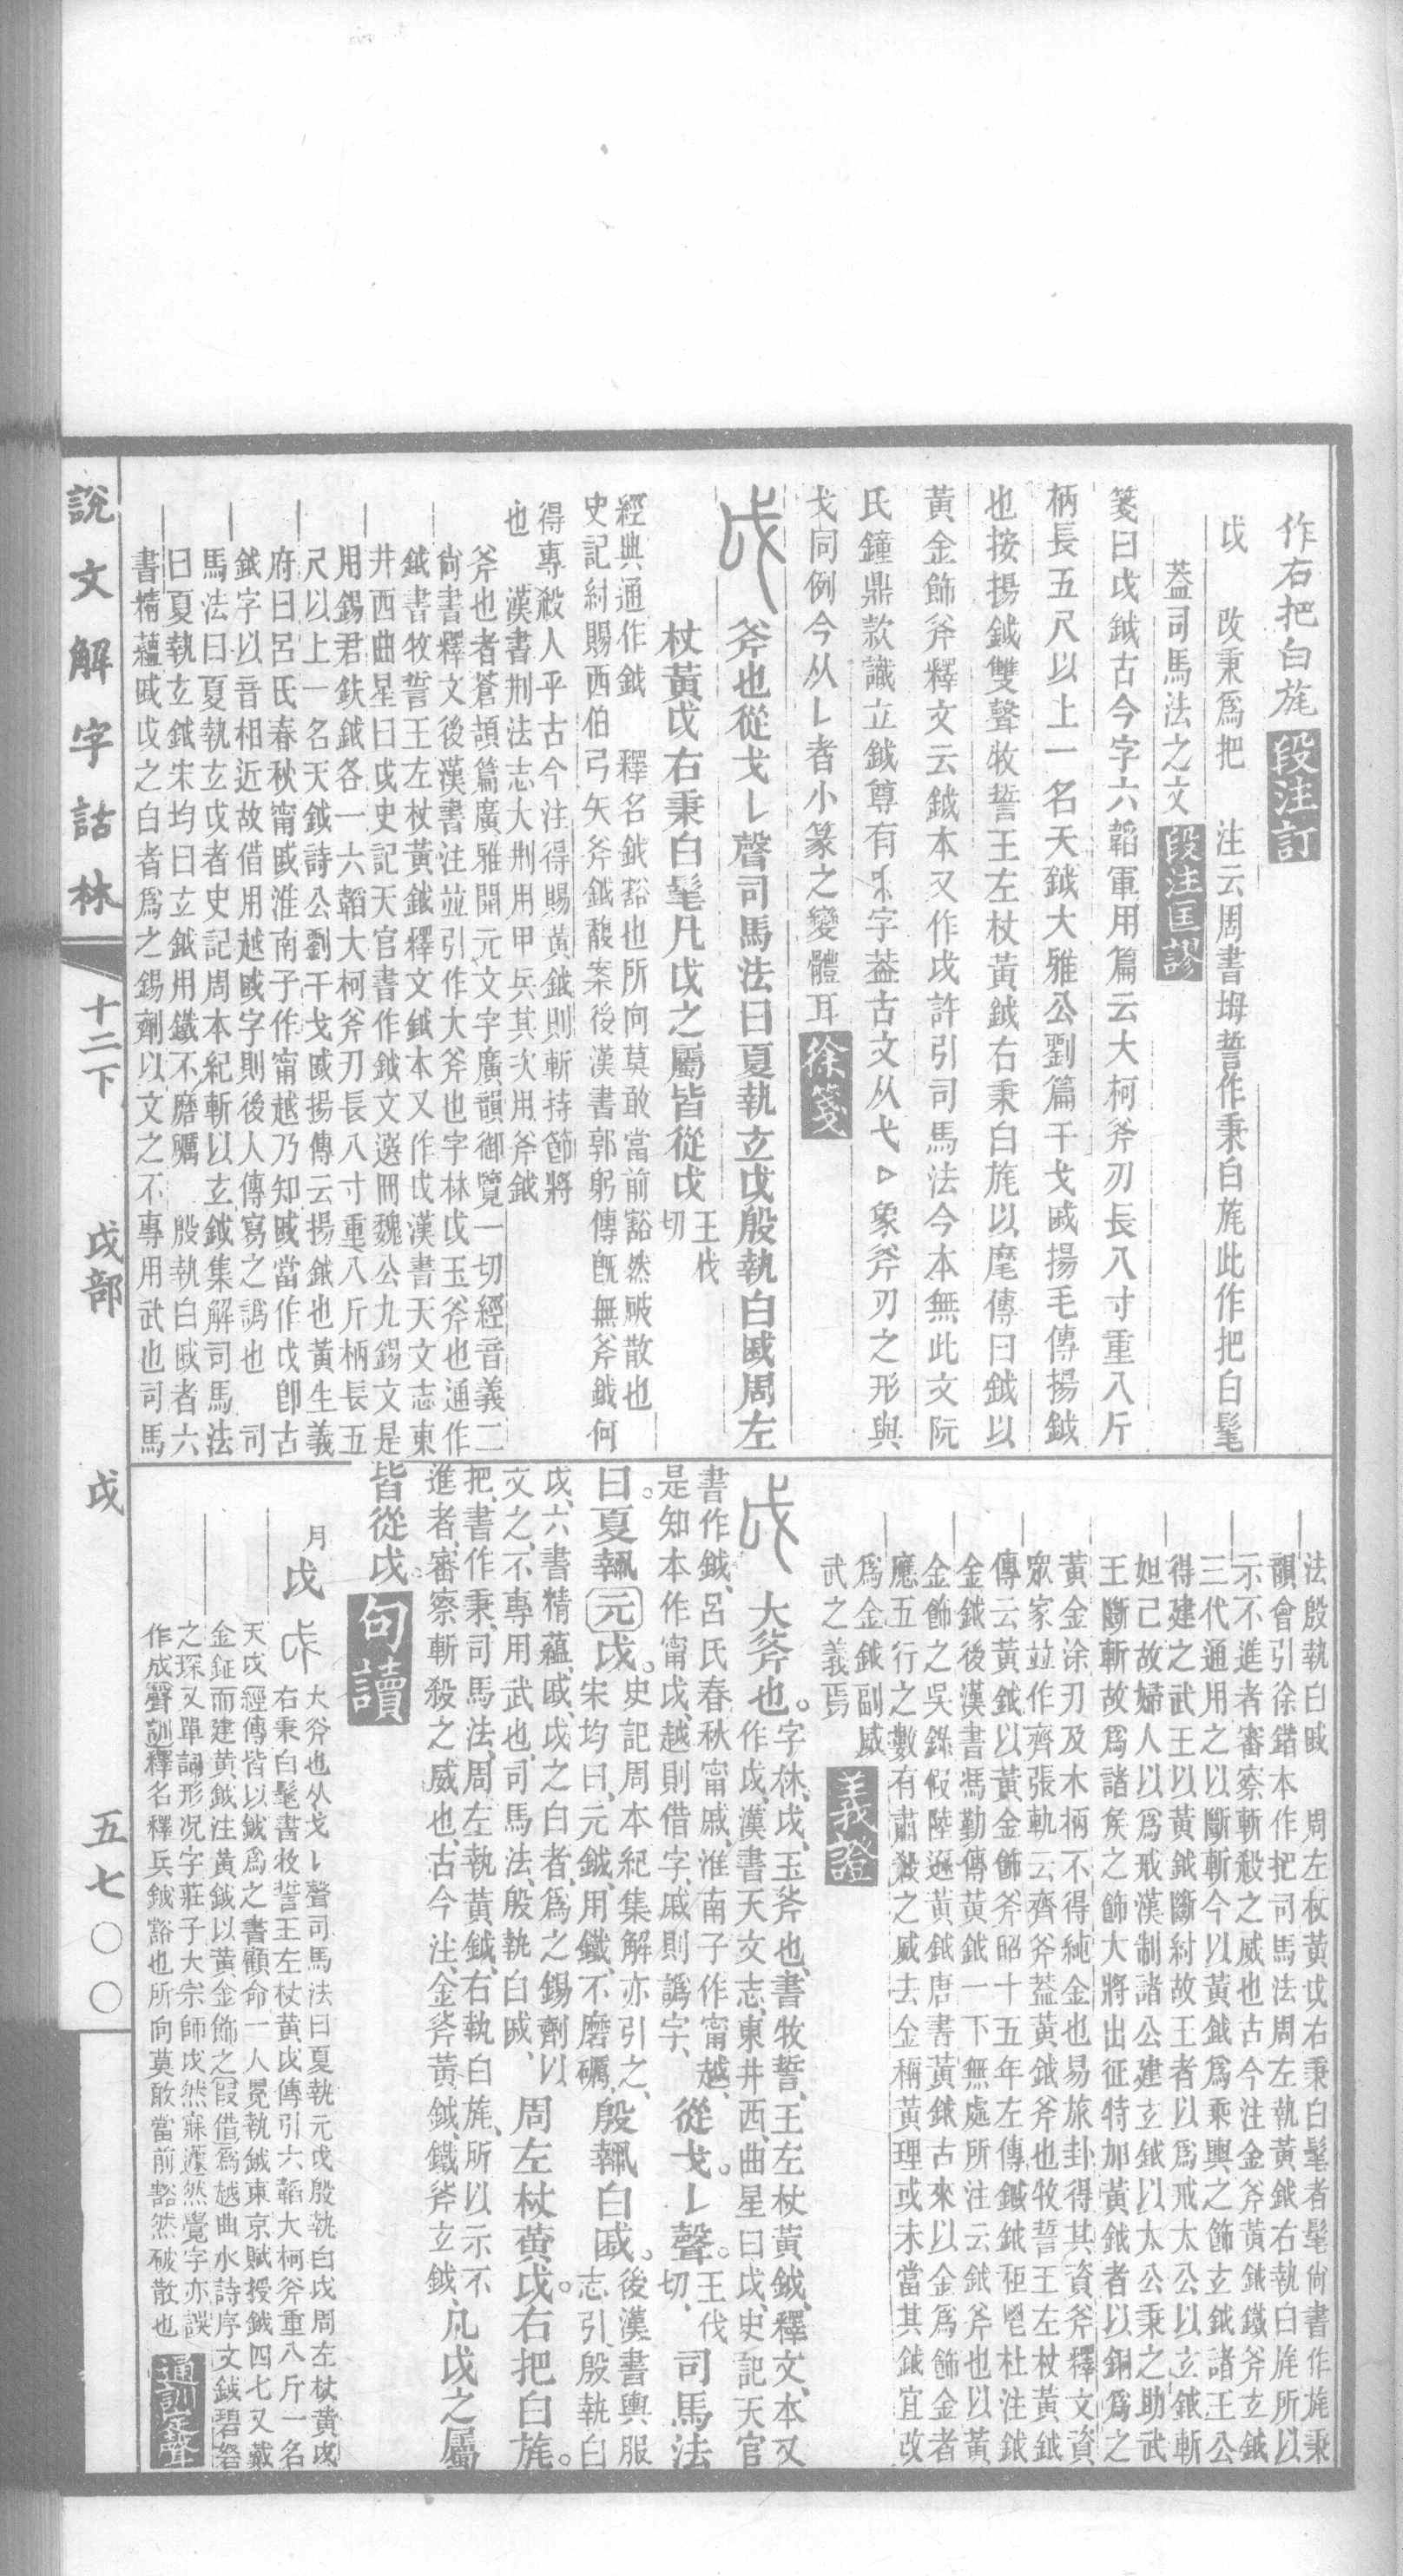 作右把白旄段注訂
戉　改秉爲把　注云周書坶誓作秉白旄此作把白髦
葢司馬法之文段注匡謬
箋曰戉鉞古今字六韜軍用篇云大柯斧刃長八寸重八斤
柄長五尺以上一名天鉞大雅公劉篇干戈戚揚毛傳揚鉞
也按揚鉞雙聲牧誓王左杖黃鉞右秉白旄以麾傳曰鉞以
黃金飾斧釋文云鉞本又作戉許引司馬法今本無此文阮
氏鐘鼎款識立鉞尊有字葢古文从弋象斧刃之形與
戈同例今从乚者小篆之變體耳徐箋
斧也從戈乚聲司馬法曰夏執玄戉殷執白戚周左
杖黃戉右秉白髦凡戉之屬皆從戉王伐切
經典通作鉞　釋名鉞豁也所向莫敢當前豁然破散也
史記紂賜西伯弓矢斧鉞馥案後漢書郭躬傳旣無斧鉞何
得專殺人乎古今注得賜黃鉞則斬持節將
也　漢書刑法志大刑用甲兵其次用斧鉞
斧也者蒼頡篇廣雅開元文字廣韻御覽一切經音義二
尙書釋文後漢書注竝引作大斧也字林戉玉斧也通作
鉞書牧誓王左杖黃鉞釋文鉞本又作戉漢書天文志東
井西曲星曰戉史記天官書作鉞文選冊魏公九錫文是
用錫君鈇鉞各一六韜大柯斧刃長八寸重八斤柄長五
尺以上一名天鉞詩公劉干戈戚揚傳云揚鉞也黃生義
府曰呂氏春秋甯戚淮南子作甯越乃知戚當作戉卽古
鉞字以音相近故借用越戚字則後人傳寫之譌也　司
馬法曰夏執玄戉者史記周本紀斬以玄鉞集解司馬法
曰夏執玄鉞宋均曰玄鉞用鐵不磨礪　殷執白戚者六
書精蘊戚戉之白者爲之錫劑以文之不專用武也司馬
法殷執白戚　周左杖黃戉右秉白髦者髦尙書作旄秉
韻會引徐鍇本作把司馬法周左執黃鉞右執白旄所以
示不進者審察斬殺之威也古今注金斧黃鉞鐵斧玄鉞
三代通用之以斷斬今以黃鉞爲乘輿之飾玄鉞諸王公
得建之武王以黃鉞斷紂故王者以爲戒太公以玄鉞斬
妲己故婦人以爲戒漢制諸公建玄鉞以太公秉之助武
王斷斬故爲諸侯之飾大將出征特加黃鉞者以銅爲之
黃金涂刃及木柄不得純金也易旅卦得其資斧釋文資
衆家竝作齊張軌云齊斧葢黃鉞斧也牧誓王左杖黃鉞
傳云黃鉞以黃金飾斧昭十五年左傳鏚鉞秬鬯杜注鉞
金鉞後漢書馮勤傳黃鉞一下無處所注云鉞斧也以黃
金飾之吳錄假陸遜黃鉞唐書黃鉞古來以金爲飾金者
應五行之數有肅殺之威去金稱黃理或未當其鉞宜改
爲金鉞副威
武之義焉義證
大斧也。字林、戉、玉斧也、書牧誓、王左杖黃鉞、釋文、本又作戉、漢書天文志、東井西、曲星曰戉、史記天官
書作鉞、呂氏春秋甯戚、淮南子作甯越、是知本作甯戉、越則借字、戚則譌字、從戈。乚聲。王伐切、司馬法
曰。夏執元戉。史記周本紀集解亦引之、宋均曰、元鉞、用鐵、不磨礪、殷執白戚。後漢書輿服志引、殷執白
戉、六書精蘊、戚、戉之白者、爲之錫劑以文之、不專用武也、司馬法、殷執白戚、周左杖黃戉。右把白旄。
把、書作秉、司馬法、周左執黃鉞、右執白旄、所以示不進者、審察斬殺之威也、古今注、金斧黃鉞、鐵斧玄鉞、凡戉之屬
皆從戉。句讀
月
戉　大斧也从戈乚聲司馬法曰夏執元戉殷執白戊周左杖黃戉
右秉白髦書牧誓王左杖黃戉傳引六韜大柯斧重八斤一名
天戉經傳皆以鉞爲之書顧命一人冕執鉞東京賦授鉞四七又戴
金鉦而建黃鉞注黃鉞以黃金飾之假借爲越曲水詩序文鉞碧砮
之琛又單詞形況字莊子大宗師戉然寐蘧然覺字亦誤
作成聲訓釋名釋兵鉞豁也所向莫敢當前豁然破散也通訓定聲
說文解字詁林　十二下　戉部　戉　五七〇〇